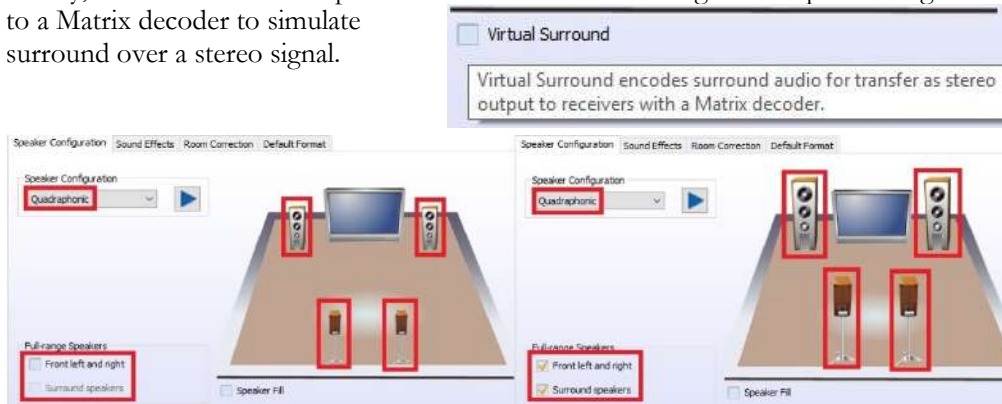 to a Matrix decoder to simulate
surround over a stereo signal.
Virtual Surround
Virtual Surround encodes surround audio for transfer as stereo
output to receivers with a Matrix decoder.
Speaker Configuration Sound Effects Room Correction Default Format
Speaker Configuration
Quadraphonic
Full-range Speakers
Front left and right
Surround speakers
Speaker Fill
Speaker Configuration Sound Effects Room Correction Default Format
Speaker Configuration
Quadraphonic
Full-range Speakers
Front left and right
Surround speakers
Speaker Fill